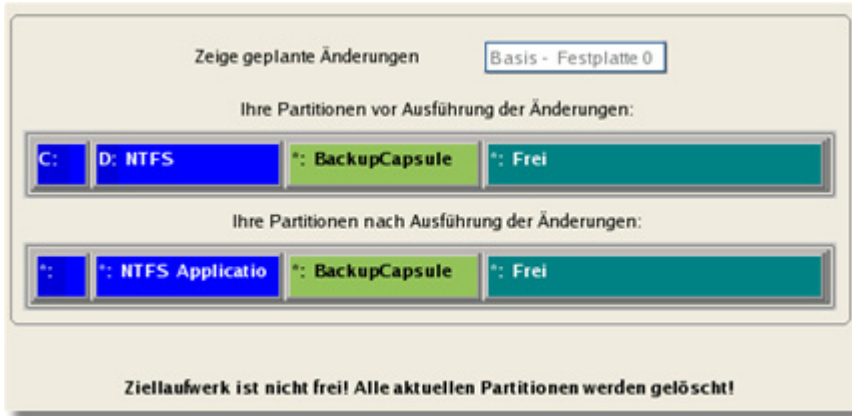 Zeige geplante Änderungen Basis - Festplatte 0
Ihre Partitionen vor Ausführung der Änderungen:
C: D: NTFS *: BackupCapsule *: Frei
Ihre Partitionen nach Ausführung der Änderungen:
*: *: NTFS Applicatio *: BackupCapsule *: Frei
Ziellaufwerk ist nicht frei! Alle aktuellen Partitionen werden gelöscht!